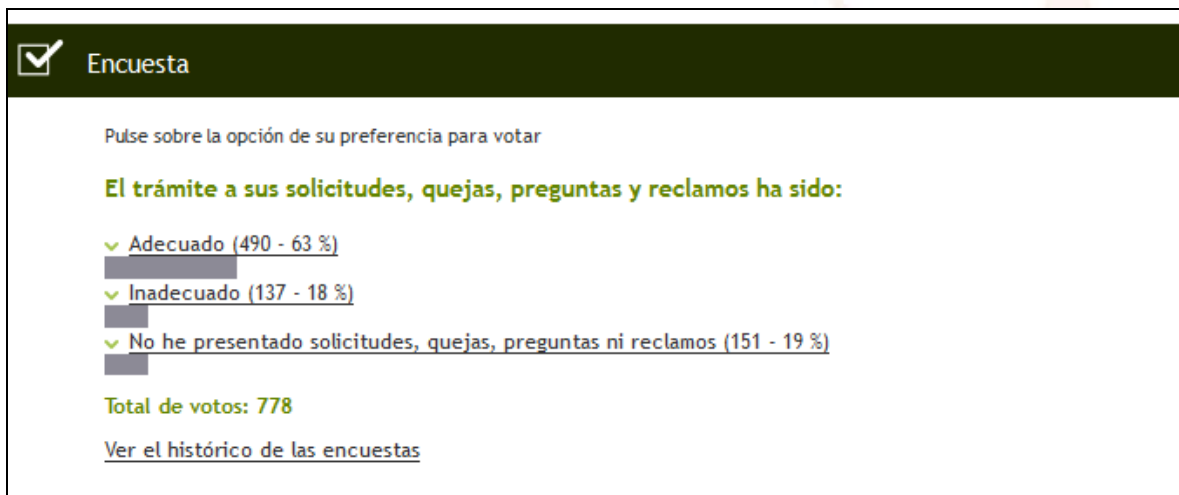 Encuesta
Pulse sobre la opción de su preferencia para votar
El trámite a sus solicitudes, quejas, preguntas y reclamos ha sido:
Adecuado (490 - 63 %)
Inadecuado (137 - 18 %)
No he presentado solicitudes, quejas, preguntas ni reclamos (151 - 19 %)
Total de votos: 778
Ver el histórico de las encuestas